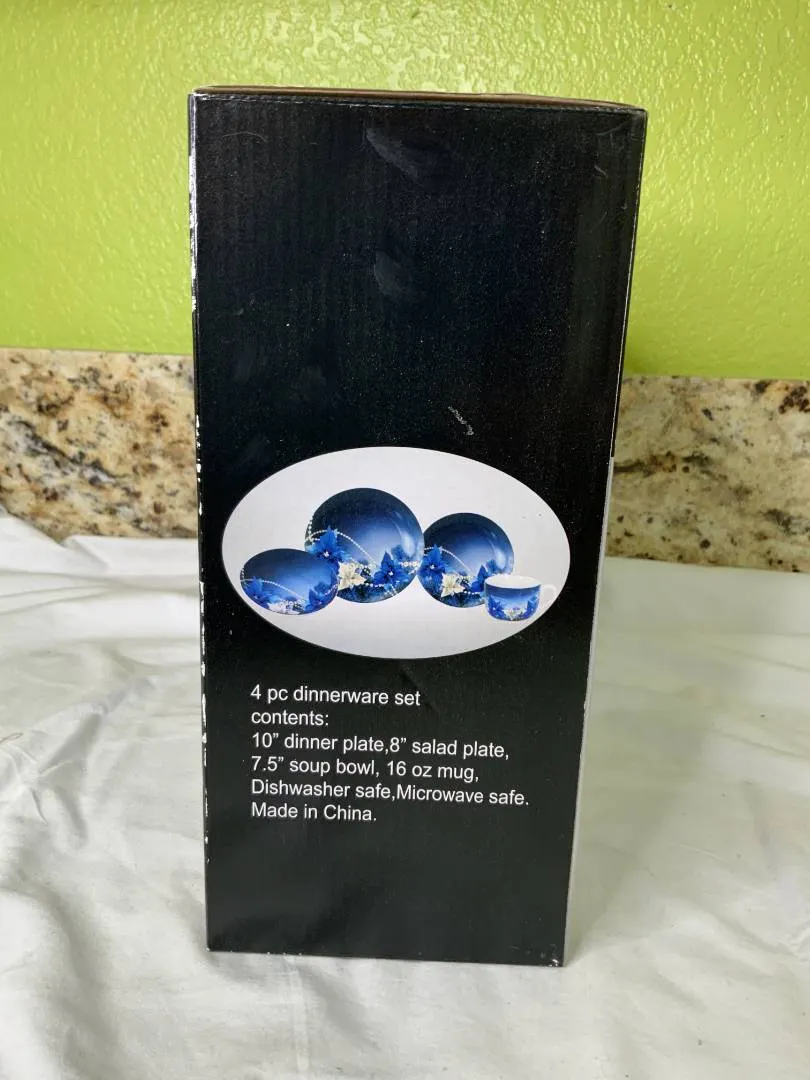 4 pc dinnerware set
contents:
10” dinner plate,8” salad plate,
7.5” soup bowl, 16 oz mug,
Dishwasher safe,Microwave safe.
Made in China.